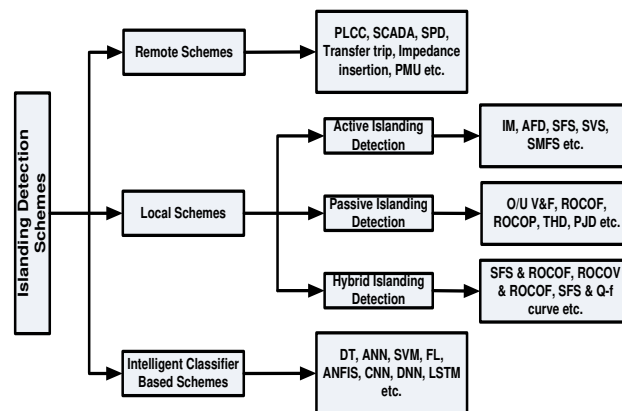 Islanding Detection
Schemes
Remote Schemes
PLCC, SCADA, SPD,
Transfer trip, Impedance
insertion, PMU etc.
Local Schemes
Active Islanding
Detection
IM, AFD, SFS, SVS,
SMFS etc.
Passive Islanding
Detection
O/U V&F, ROCOF,
ROCOP, THD, PJD etc.
Hybrid Islanding
Detection
SFS & ROCOF, ROCOV
& ROCOF, SFS & Q-f
curve etc.
Intelligent Classifier
Based Schemes
DT, ANN, SVM, FL,
ANFIS, CNN, DNN, LSTM
etc.